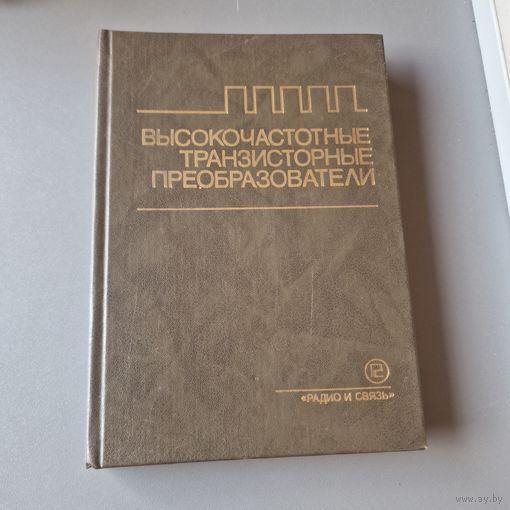 ВЫСОКОЧАСТОТНЫЕ
ТРАНЗИСТОРНЫЕ
ПРЕОБРАЗОВАТЕЛИ
«РАДИО И СВЯЗЬ»
www.ay.by